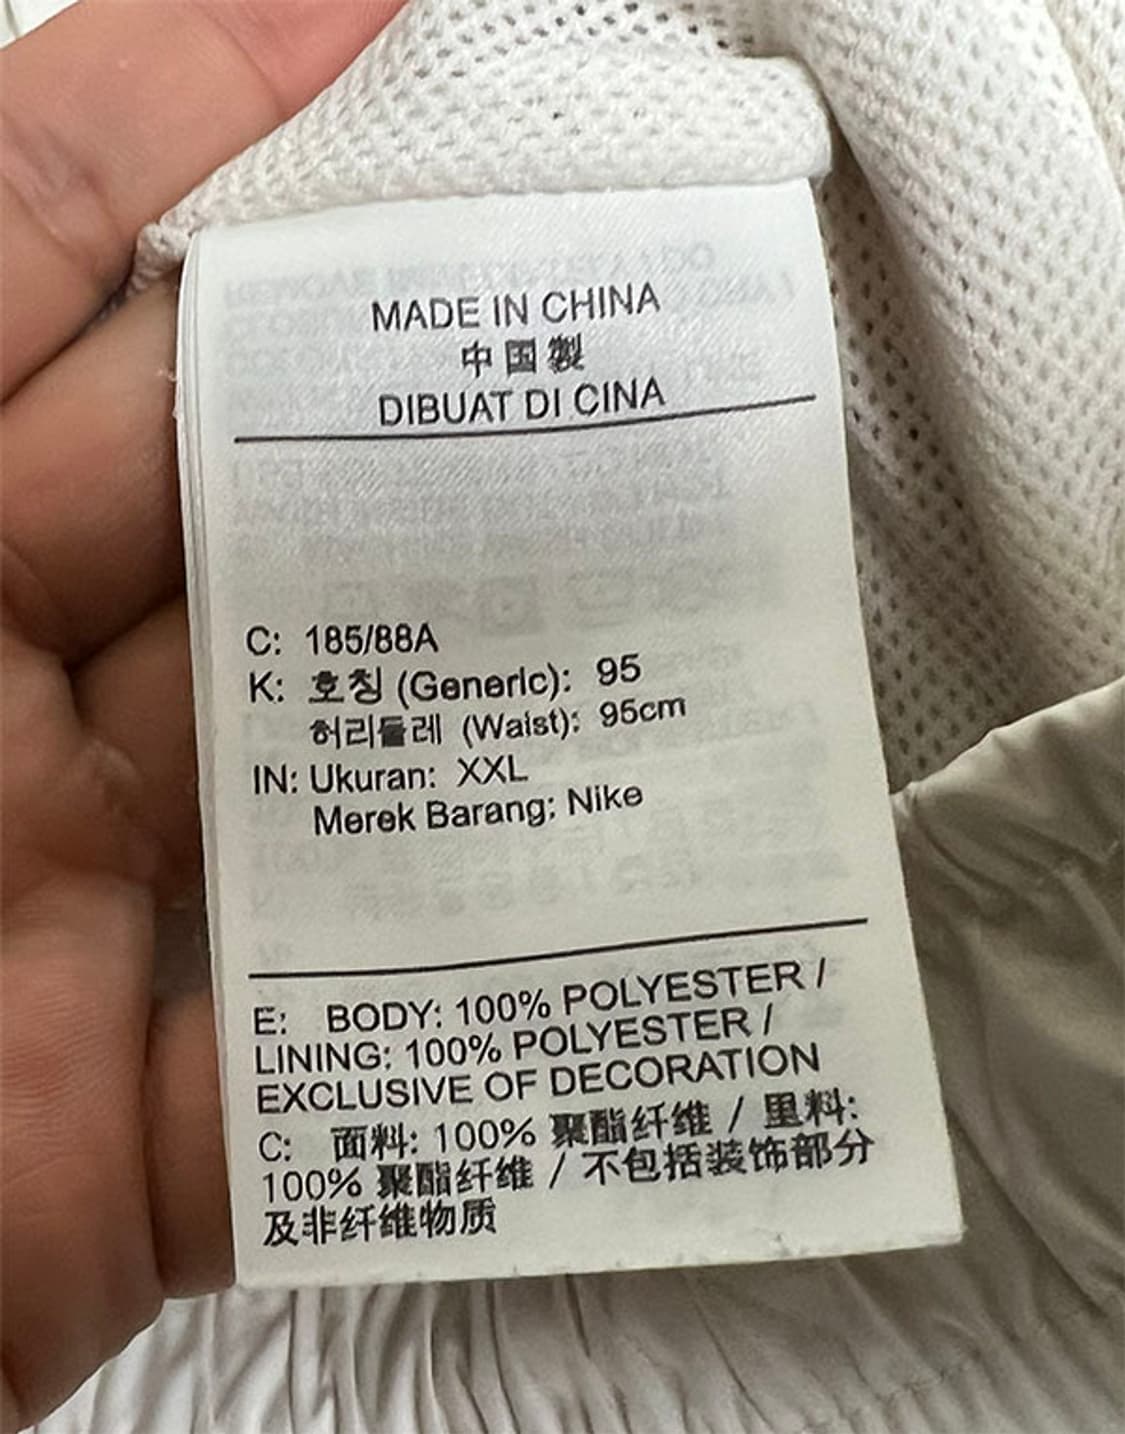 MADE IN CHINA
中国製
DIBUAT DI CINA
C: 185/88A
K: 호칭 (Generic): 95
허리둘레 (Waist): 95cm
IN: Ukuran: XXL
Merek Barang: Nike
E: BODY: 100% POLYESTER /
LINING: 100% POLYESTER /
EXCLUSIVE OF DECORATION
C: 面料: 100% 聚酯纤维 / 里料:
100% 聚酯纤维 / 不包括装饰部分
及非纤维物质